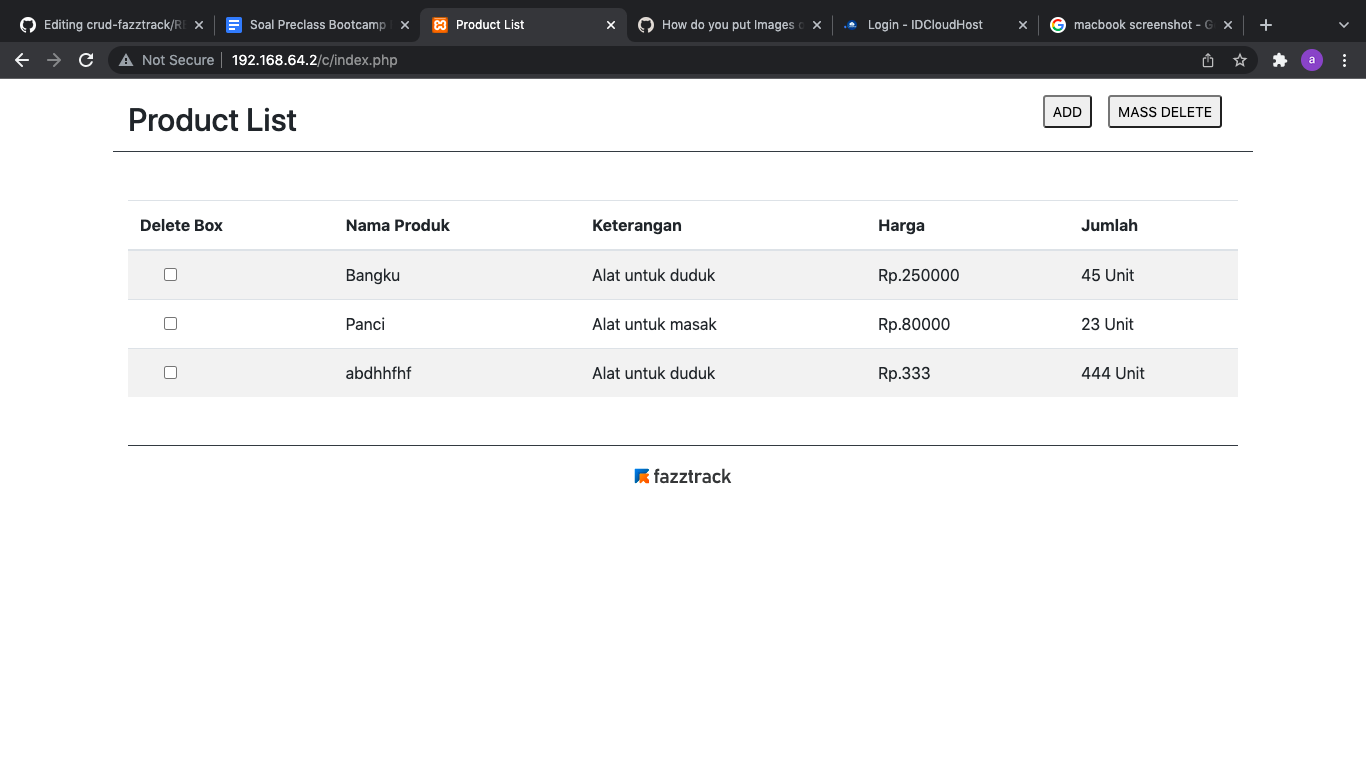 Editing crud-fazztrack/RE
Soal Preclass Bootcamp
Product List
How do you put Images o
Login - IDCloudHost
macbook screenshot - G
Not Secure 192.168.64.2/c/index.php a
Product List ADD MASS DELETE
Delete Box Nama Produk Keterangan Harga Jumlah
Bangku Alat untuk duduk Rp.250000 45 Unit
Panci Alat untuk masak Rp.80000 23 Unit
abdhhfhf Alat untuk duduk Rp.333 444 Unit
fazztrack